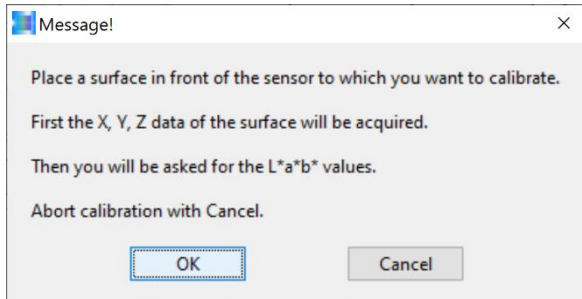 Message!
Place a surface in front of the sensor to which you want to calibrate.
First the X, Y, Z data of the surface will be acquired.
Then you will be asked for the L*a*b* values.
Abort calibration with Cancel.
OK Cancel